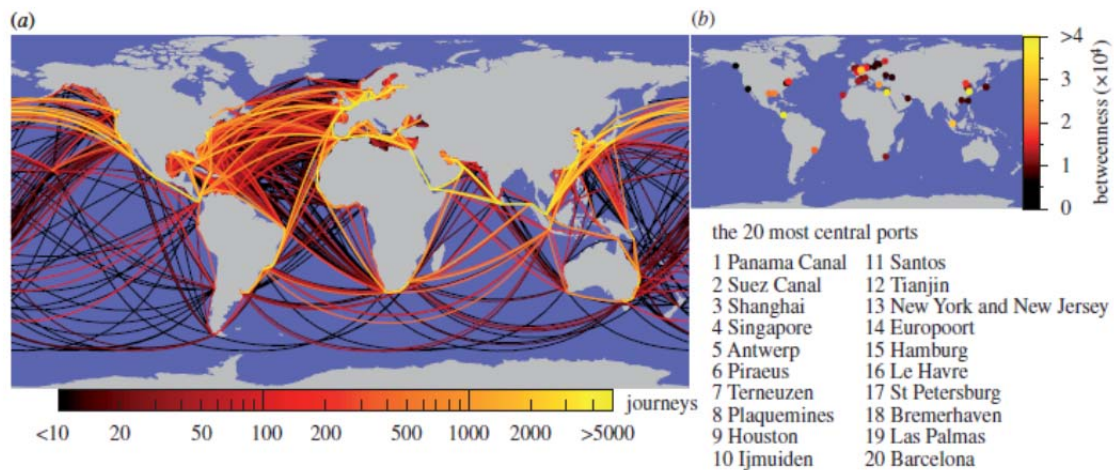 (a)
<10 20 50 100 200 500 1000 2000 >5000 journeys
(b)
>4
3
2
1
0
betweenness (×10⁴)
the 20 most central ports
1 Panama Canal 11 Santos
2 Suez Canal 12 Tianjin
3 Shanghai 13 New York and New Jersey
4 Singapore 14 Europoort
5 Antwerp 15 Hamburg
6 Piraeus 16 Le Havre
7 Terneuzen 17 St Petersburg
8 Plaquemines 18 Bremerhaven
9 Houston 19 Las Palmas
10 Ijmuiden 20 Barcelona